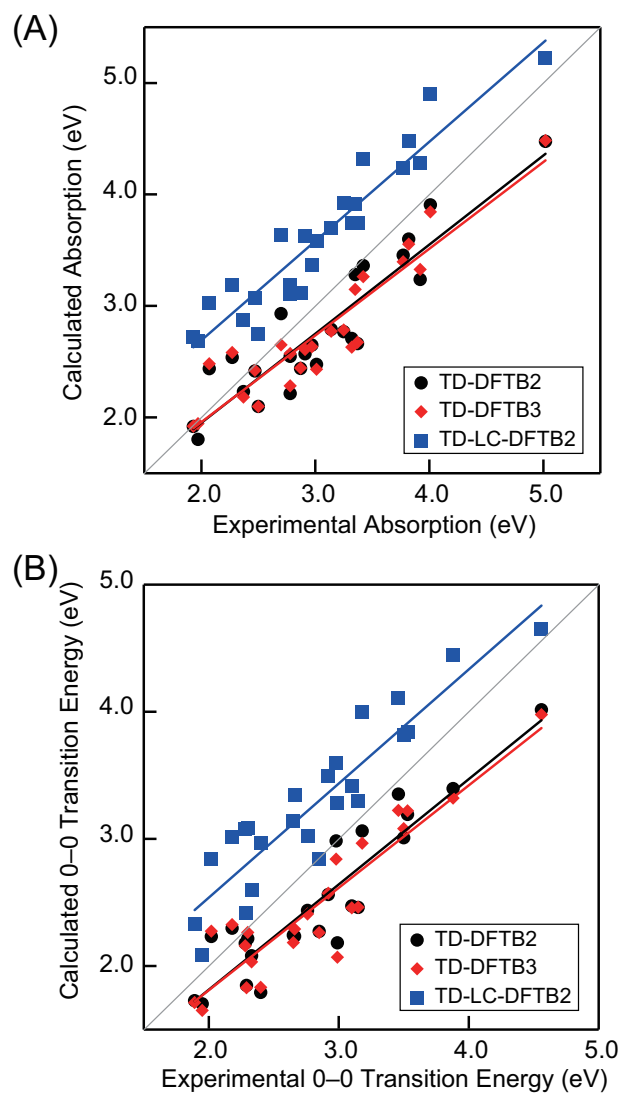 (A)
Calculated Absorption (eV)
5.0
4.0
3.0
2.0
TD-DFTB2
TD-DFTB3
TD-LC-DFTB2
2.0 3.0 4.0 5.0
Experimental Absorption (eV)
(B)
Calculated 0–0 Transition Energy (eV)
5.0
4.0
3.0
2.0
TD-DFTB2
TD-DFTB3
TD-LC-DFTB2
2.0 3.0 4.0 5.0
Experimental 0–0 Transition Energy (eV)